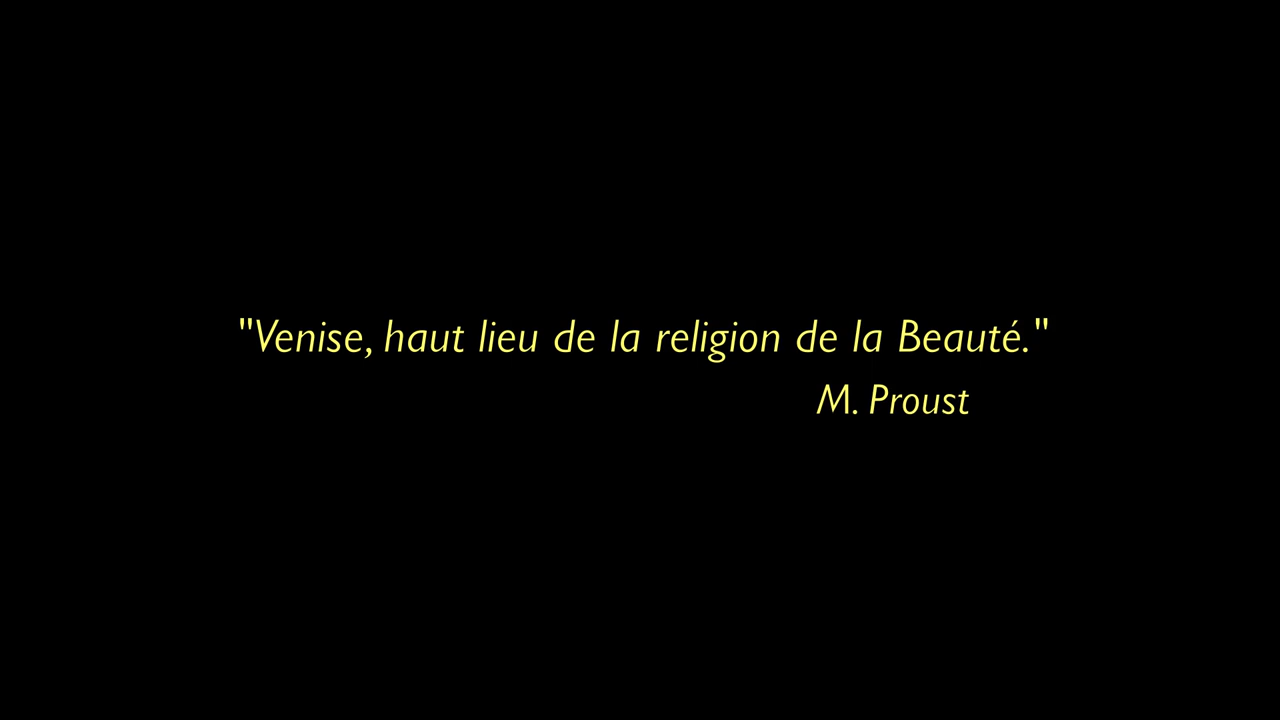 "Venise, haut lieu de la religion de la Beauté."
M. Proust